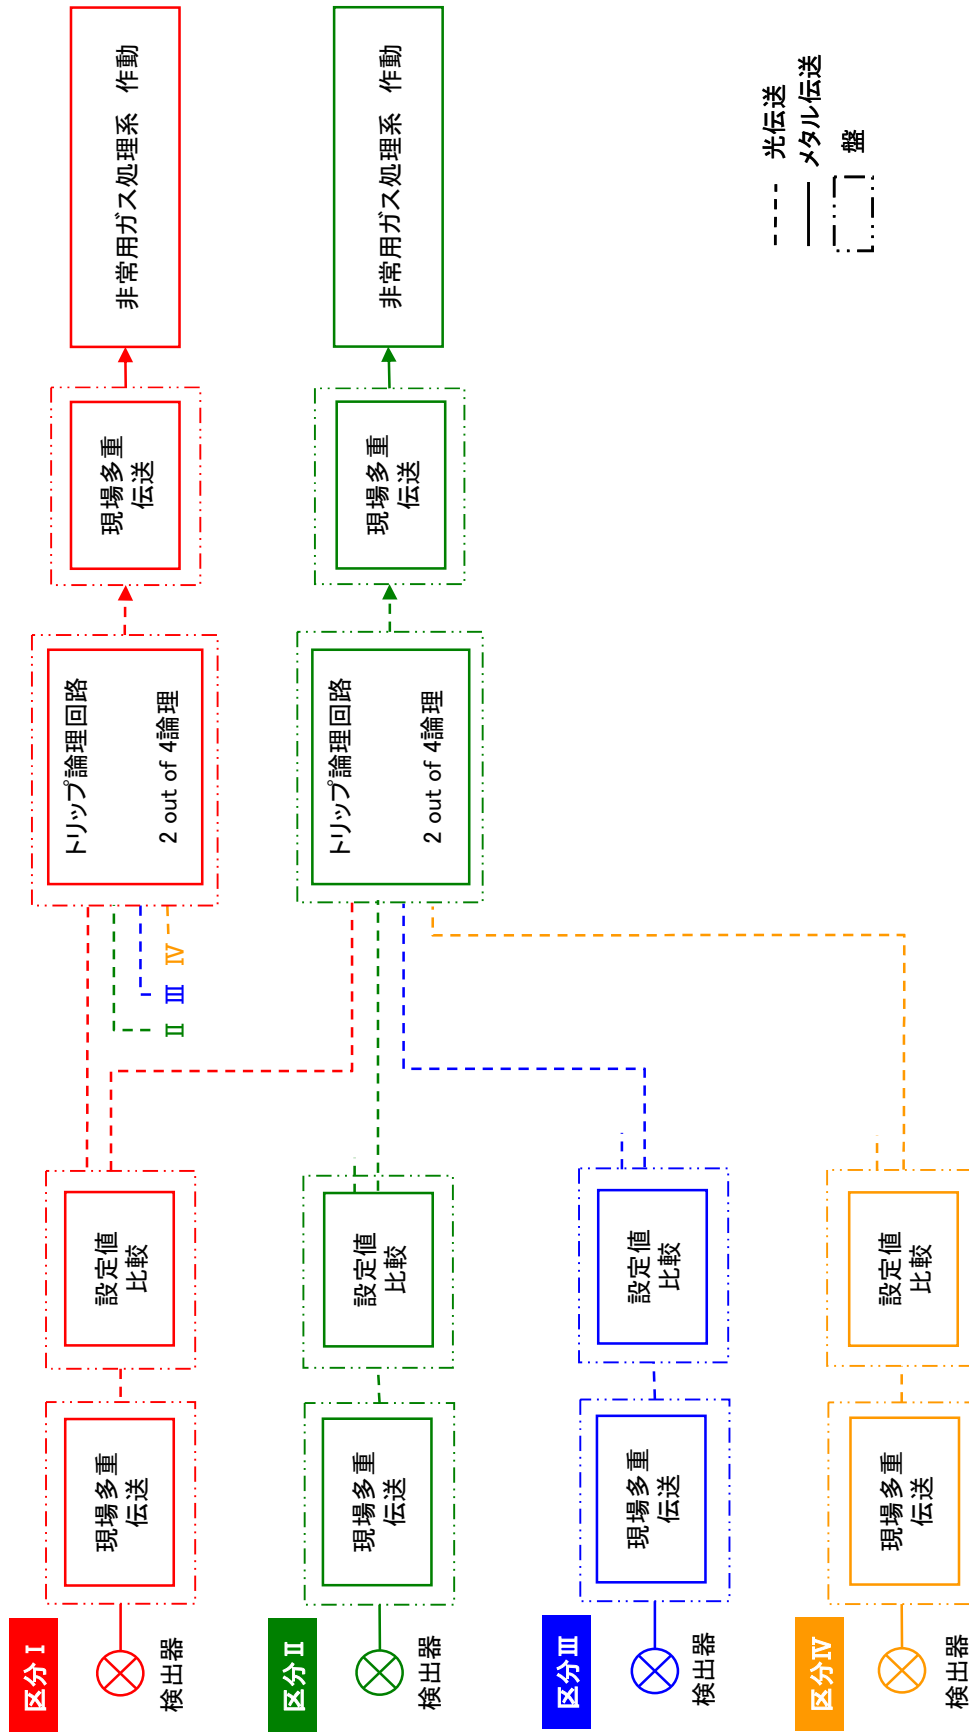 区分Ⅰ
検出器
現場多重
伝送
設定値
比較
トリップ論理回路
2 out of 4論理
現場多重
伝送
非常用ガス処理系　作動
Ⅱ
Ⅲ
Ⅳ
区分Ⅱ
検出器
現場多重
伝送
設定値
比較
トリップ論理回路
2 out of 4論理
現場多重
伝送
非常用ガス処理系　作動
区分Ⅲ
検出器
現場多重
伝送
設定値
比較
区分Ⅳ
検出器
現場多重
伝送
設定値
比較
光伝送
メタル伝送
盤